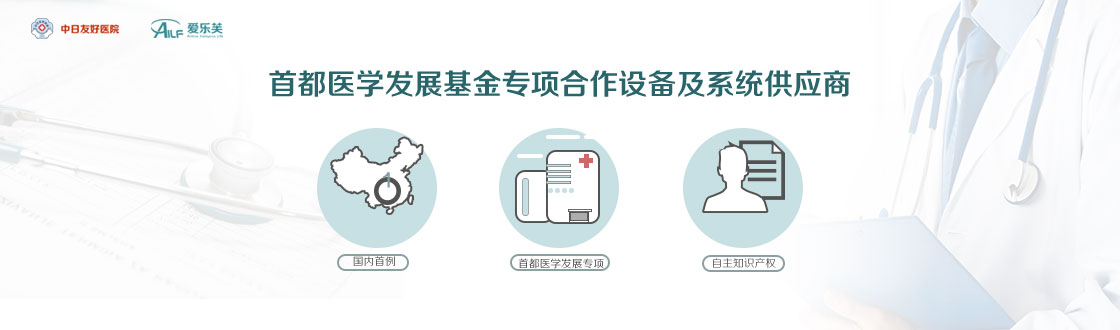 中日友好医院
AILF 爱乐芙
首都医学发展基金专项合作设备及系统供应商
1
国内首例
首都医学发展专项
自主知识产权